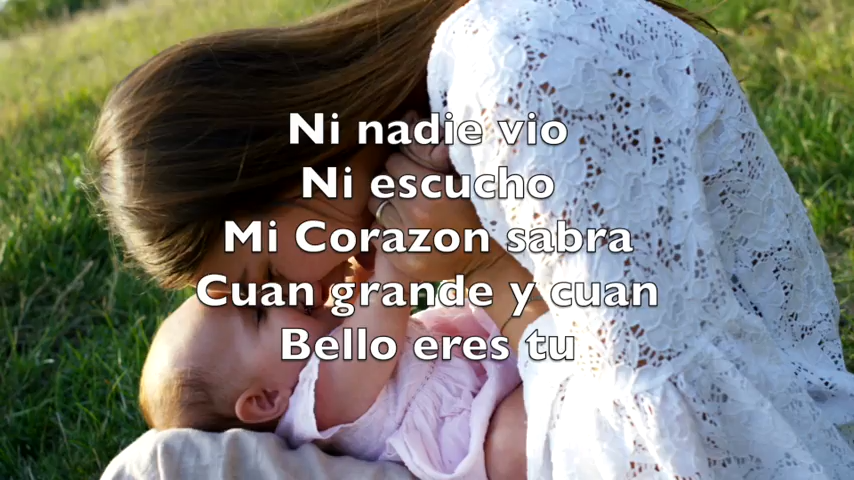 Ni nadie vio
Ni escucho
Mi Corazon sabra
Cuan grande y cuan
Bello eres tu